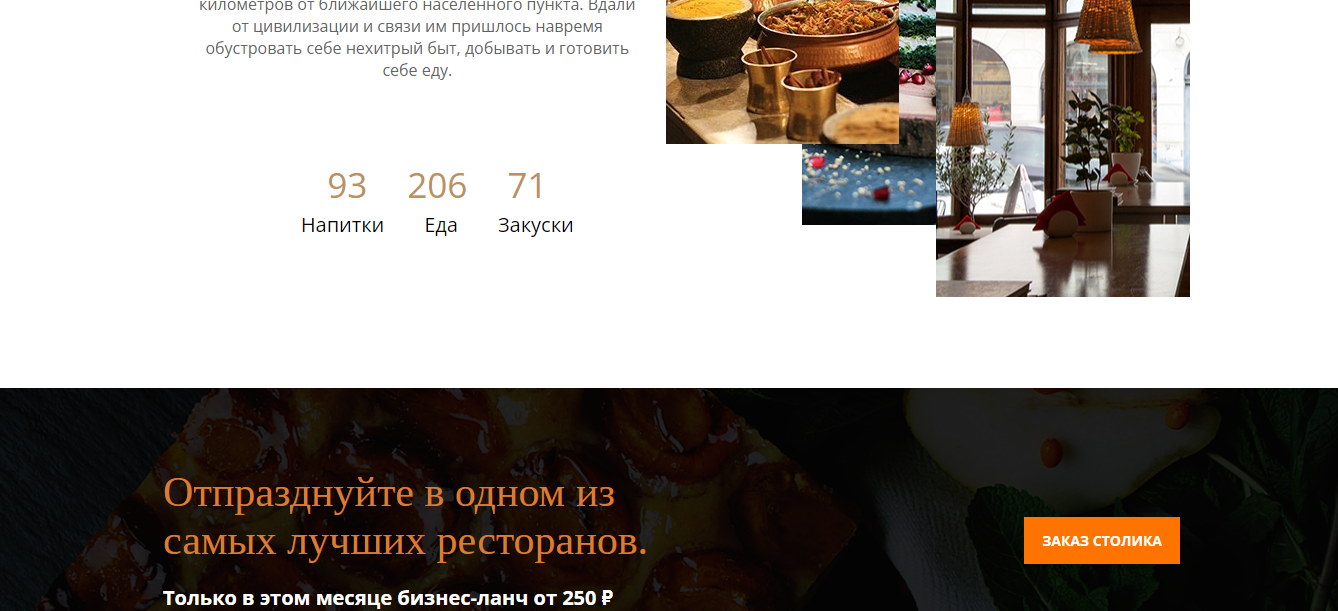 километров от ближайшего населенного пункта. Вдали
от цивилизации и связи им пришлось навремя
обустровать себе нехитрый быт, добывать и готовить
себе еду.
93 206 71
Напитки Еда Закуски
Отпразднуйте в одном из
самых лучших ресторанов.
ЗАКАЗ СТОЛИКА
Только в этом месяце бизнес-ланч от 250 ₽